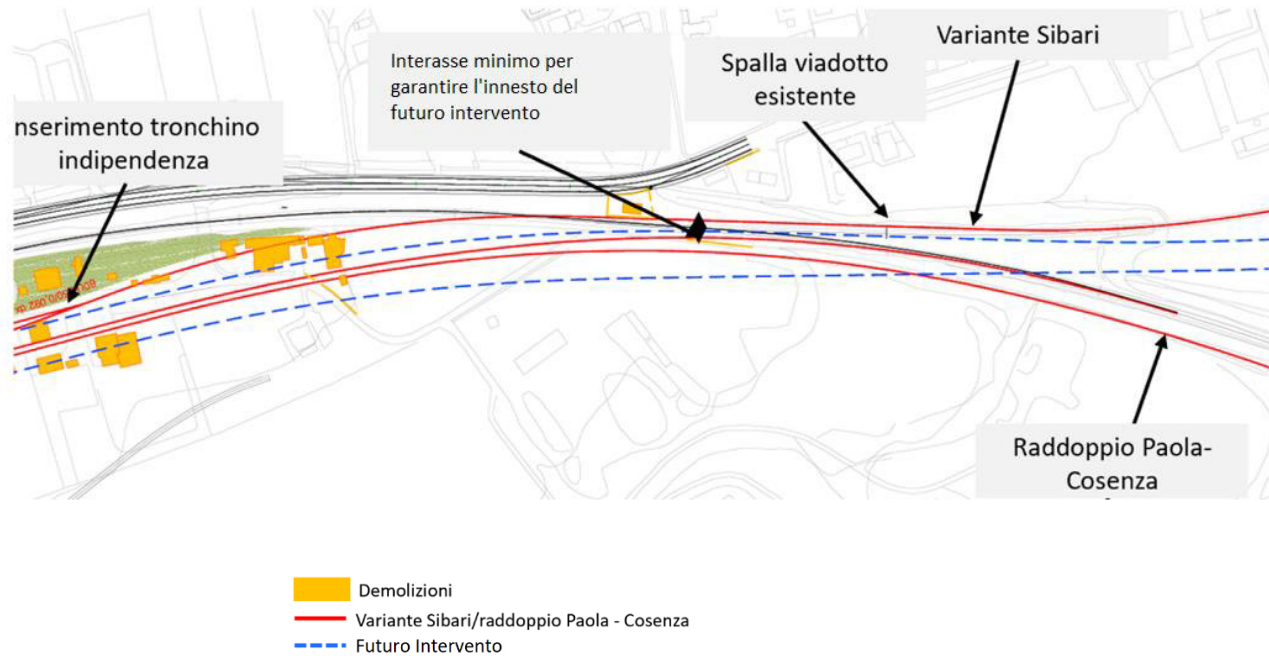 Variante Sibari
Interasse minimo per
garantire l'innesto del
futuro intervento
Spalla viadotto
esistente
nserimento tronchino
indipendenza
Raddoppio Paola-
Cosenza
Demolizioni
Variante Sibari/raddoppio Paola - Cosenza
Futuro Intervento